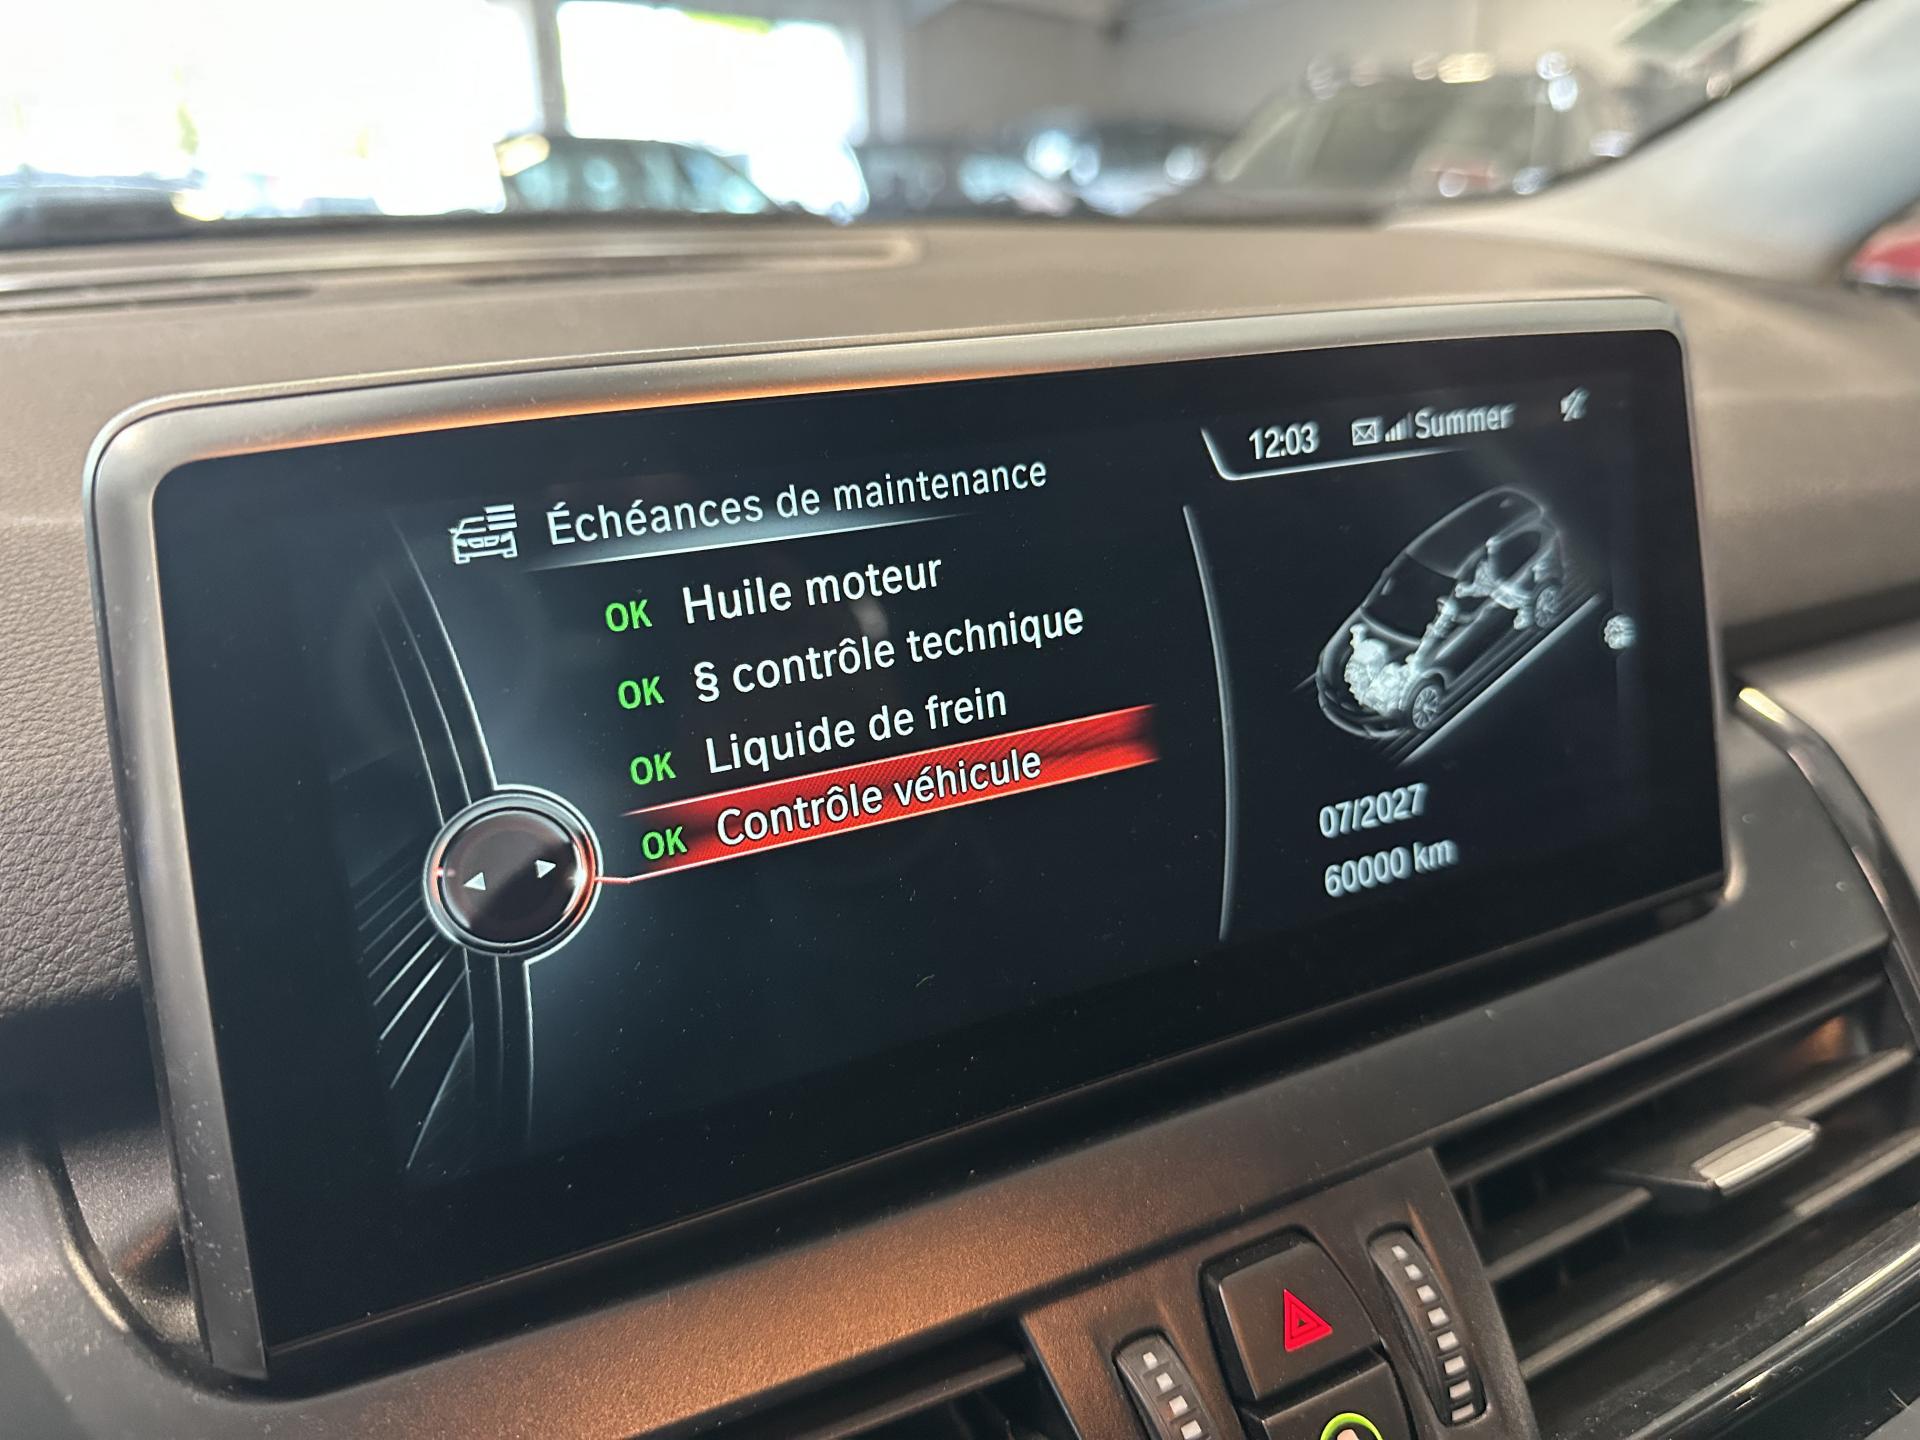 12:03 Summer
Échéances de maintenance
OK Huile moteur
OK § contrôle technique
OK Liquide de frein
OK Contrôle véhicule
07/2027
60000 km